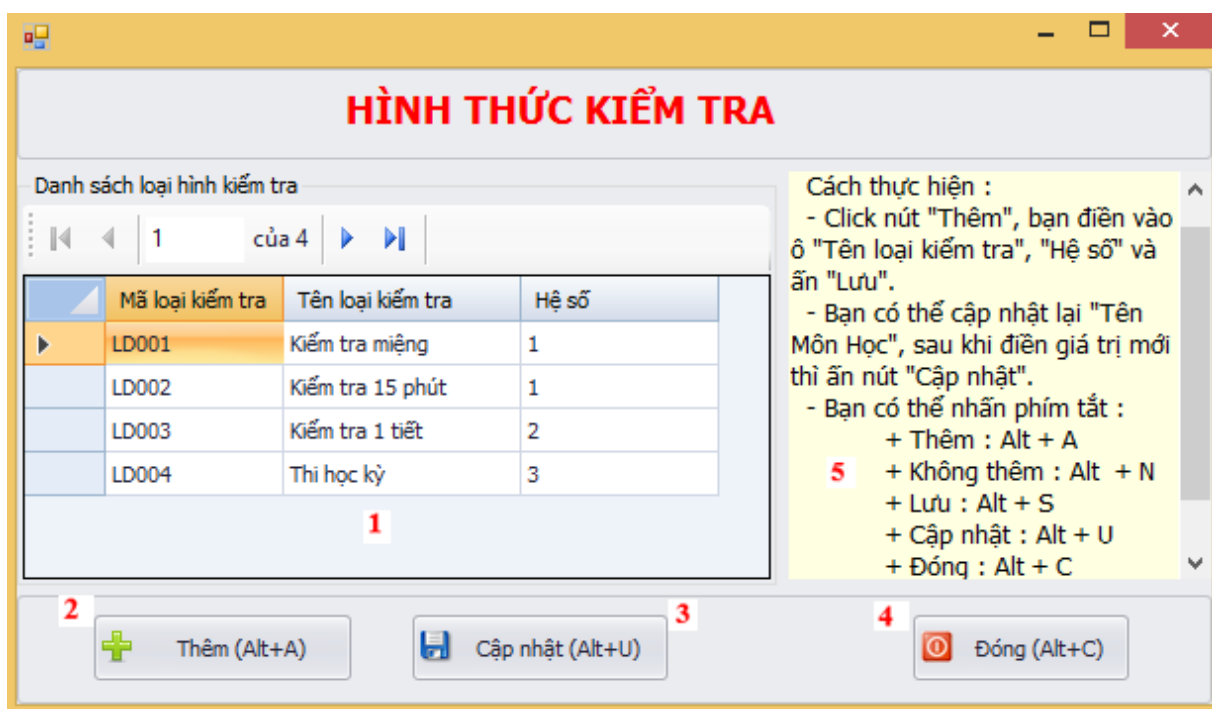 HÌNH THỨC KIỂM TRA
Danh sách loại hình kiểm tra
1 của 4
Mã loại kiểm tra Tên loại kiểm tra Hệ số
LD001 Kiểm tra miệng 1
LD002 Kiểm tra 15 phút 1
LD003 Kiểm tra 1 tiết 2
LD004 Thi học kỳ 3
1
Cách thực hiện :
- Click nút "Thêm", bạn điền vào
ô "Tên loại kiểm tra", "Hệ số" và
ấn "Lưu".
- Bạn có thể cập nhật lại "Tên
Môn Học", sau khi điền giá trị mới
thì ấn nút "Cập nhật".
- Bạn có thể nhấn phím tắt :
+ Thêm : Alt + A
5 + Không thêm : Alt + N
+ Lưu : Alt + S
+ Cập nhật : Alt + U
+ Đóng : Alt + C
2 3 4
Thêm (Alt+A) Cập nhật (Alt+U) Đóng (Alt+C)